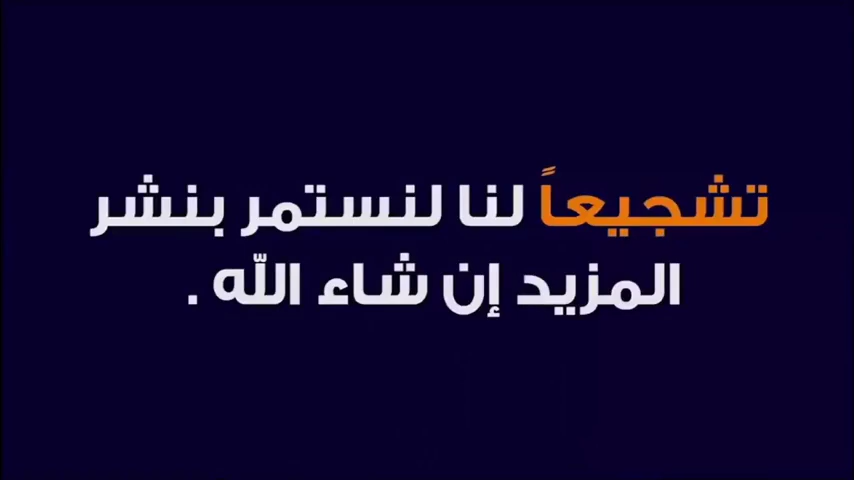 تشجيعاً لنا لنستمر بنشر
المزيد إن شاء الله .